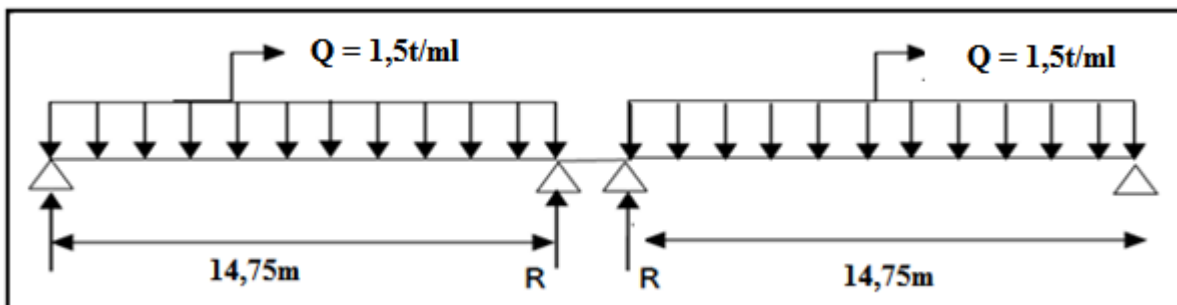 Q = 1,5t/ml
Q = 1,5t/ml
14,75m
R
R
14,75m